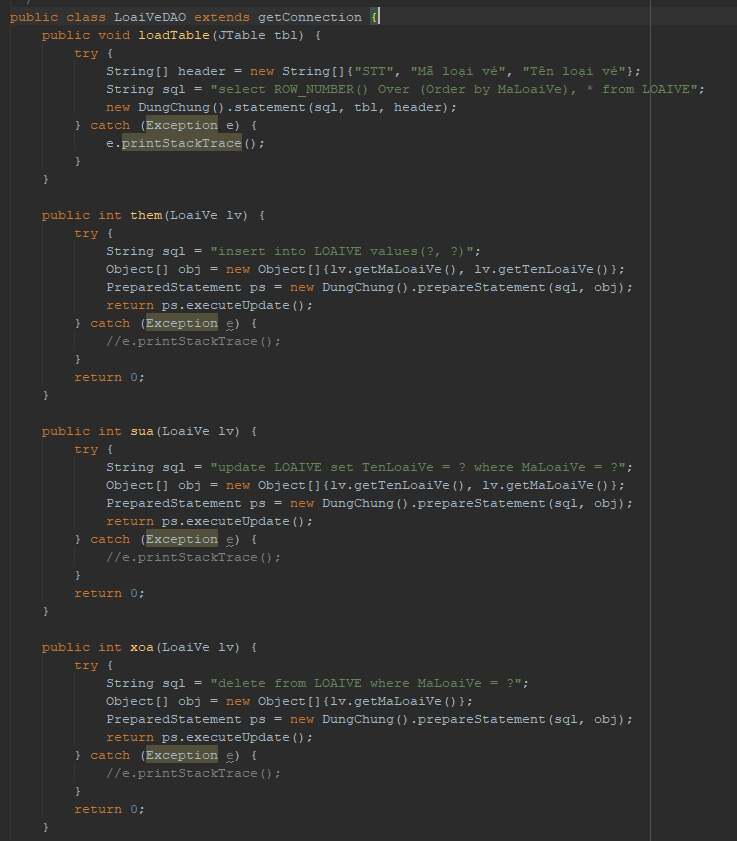 public class LoaiVeDAO extends getConnection {
public void loadTable(JTable tbl) {
try {
String[] header = new String[]{"STT", "Mã loại vé", "Tên loại vé"};
String sql = "select ROW_NUMBER() Over (Order by MaLoaiVe), * from LOAIVE";
new DungChung().statement(sql, tbl, header);
} catch (Exception e) {
e.printStackTrace();
}
}
public int them(LoaiVe lv) {
try {
String sql = "insert into LOAIVE values(?, ?)";
Object[] obj = new Object[]{lv.getMaLoaiVe(), lv.getTenLoaiVe()};
PreparedStatement ps = new DungChung().prepareStatement(sql, obj);
return ps.executeUpdate();
} catch (Exception e) {
//e.printStackTrace();
}
return 0;
}
public int sua(LoaiVe lv) {
try {
String sql = "update LOAIVE set TenLoaiVe = ? where MaLoaiVe = ?";
Object[] obj = new Object[]{lv.getTenLoaiVe(), lv.getMaLoaiVe()};
PreparedStatement ps = new DungChung().prepareStatement(sql, obj);
return ps.executeUpdate();
} catch (Exception e) {
//e.printStackTrace();
}
return 0;
}
public int xoa(LoaiVe lv) {
try {
String sql = "delete from LOAIVE where MaLoaiVe = ?";
Object[] obj = new Object[]{lv.getMaLoaiVe()};
PreparedStatement ps = new DungChung().prepareStatement(sql, obj);
return ps.executeUpdate();
} catch (Exception e) {
//e.printStackTrace();
}
return 0;
}